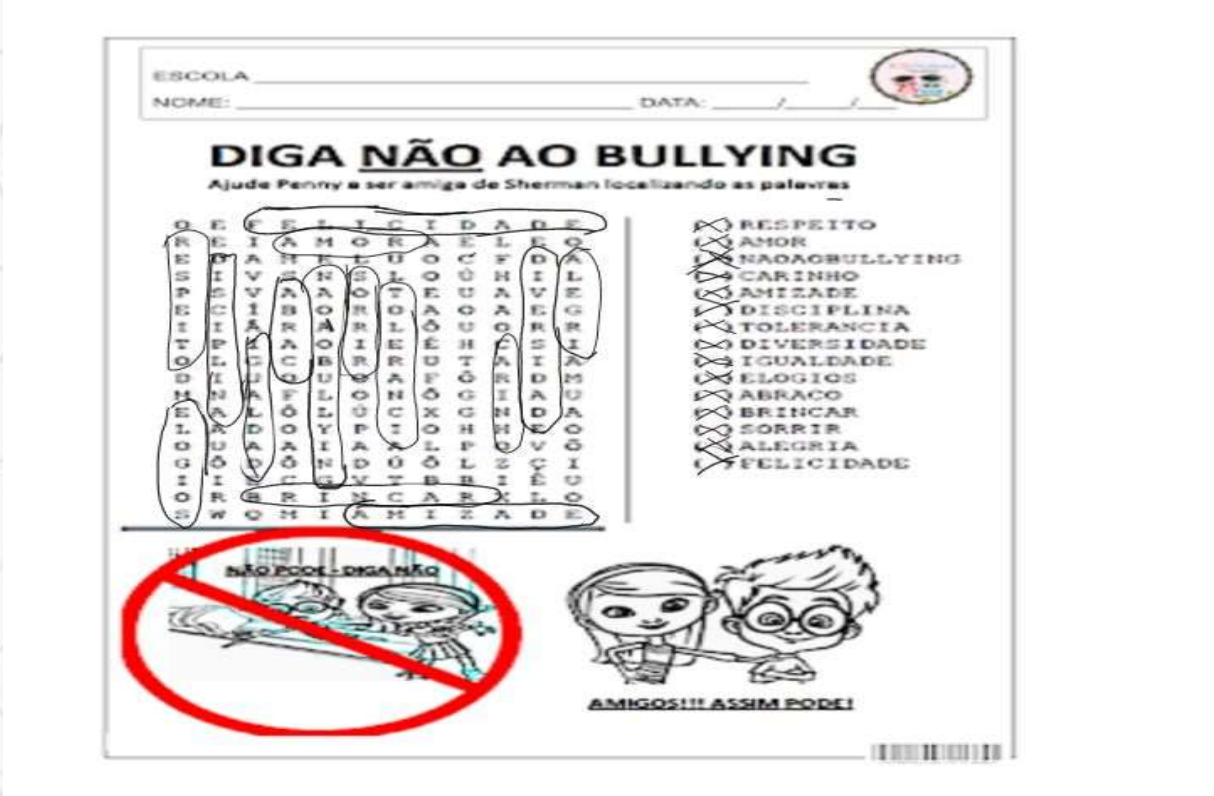 ESCOLA
NOME: DATA: / /
DIGA NÃO AO BULLYING
Ajude Penny a ser amiga de Sherman localizando as palavras
O E F E L I C I D A D E
R E I A M O R A E L E O
E D A H E L U O C F D A
S I V S N S L O Ú H I L
P S V A A O T E U A V E
E C Í B O R O A O A E G
I I Ã R A R L Ô U O R R
T P Í A O I E Ê H C S I
O L G C B R R U T A I A
D I U O U O A F Ô R D M
M N A F L O N Õ G I A U
E A L Ô L Ú C X G N D A
L A D O Y P I O H H E O
O U A A I A A L P O V Õ
G Õ D Ô N D Ú Ô L Z Ç I
I I E C G V T B B I Ê U
O R B R I N C A R X L O
S W Q M I A M I Z A D E
( ) RESPEITO
( ) AMOR
( ) NAOAOBULLYING
( ) CARINHO
( ) AMIZADE
( ) DISCIPLINA
( ) TOLERANCIA
( ) DIVERSIDADE
( ) IGUALDADE
( ) ELOGIOS
( ) ABRACO
( ) BRINCAR
( ) SORRIR
( ) ALEGRIA
( ) FELICIDADE
NÃO PODE - DIGA NÃO
AMIGOS!!! ASSIM PODE!